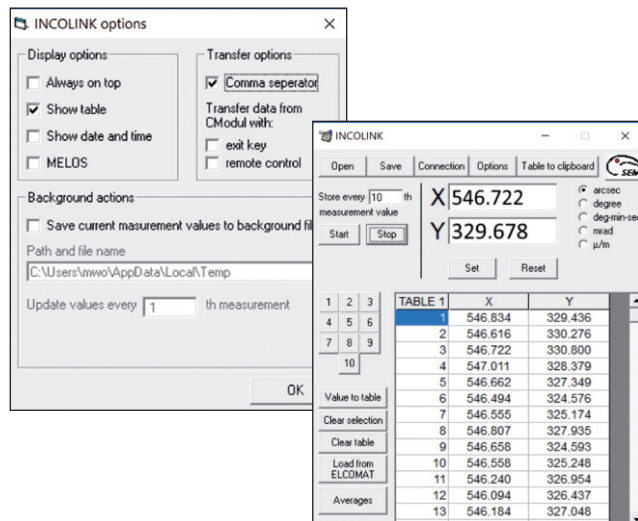 INCOLINK options
Display options
Always on top
Show table
Show date and time
MELOS
Transfer options
Comma seperator
Transfer data from
CModul with:
exit key
remote control
Background actions
Save current masurement values to background fil
Path and file name
C:\Users\mwo\AppData\Local\Temp
Update values every 1 th measurement
OK
INCOLINK
Open Save Connection Options Table to clipboard
SEM
Store every 10 th
measurement value
Start Stop
X 546.722
Y 329.678
Set Reset
arcsec
degree
deg-min-sec
mrad
µ/m
1 2 3
4 5 6
7 8 9
10
Value to table
Clear selection
Clear table
Load from
ELCOMAT
Averages
TABLE 1 X Y
1 546.834 329.436
2 546.616 330.276
3 546.722 330.800
4 547.011 328.379
5 546.662 327.349
6 546.494 324.576
7 546.555 325.174
8 546.807 327.935
9 546.658 324.593
10 546.558 325.248
11 546.240 326.954
12 546.094 326.437
13 546.184 327.048